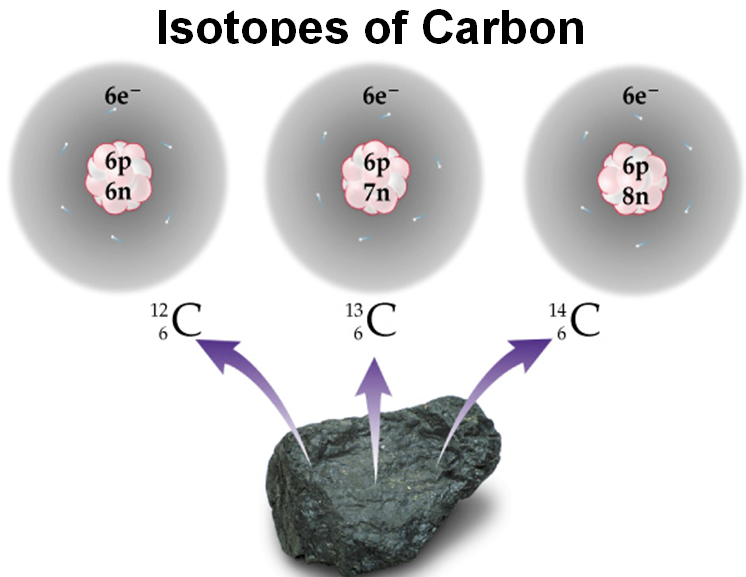 Isotopes of Carbon
6e⁻ 6e⁻ 6e⁻
6p 6p 6p
6n 7n 8n
¹²₆C ¹³₆C ¹⁴₆C